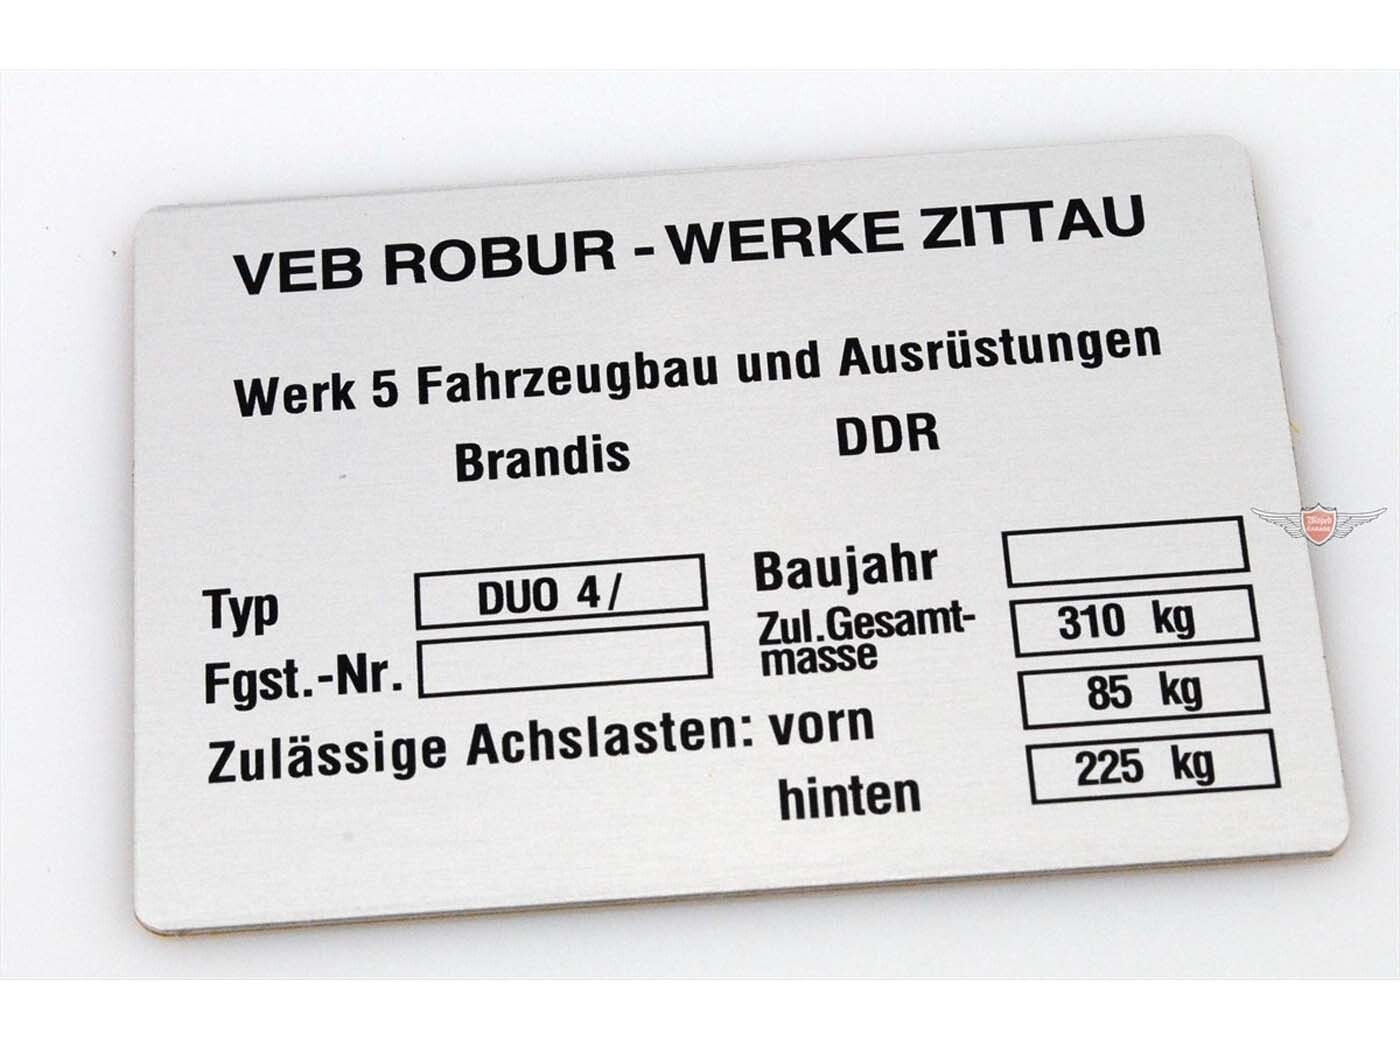 VEB ROBUR - WERKE ZITTAU
Werk 5 Fahrzeugbau und Ausrüstungen
Brandis DDR
Typ DUO 4/ Baujahr
Fgst.-Nr. Zul.Gesamt-
masse 310 kg
Zulässige Achslasten: vorn 85 kg
hinten 225 kg